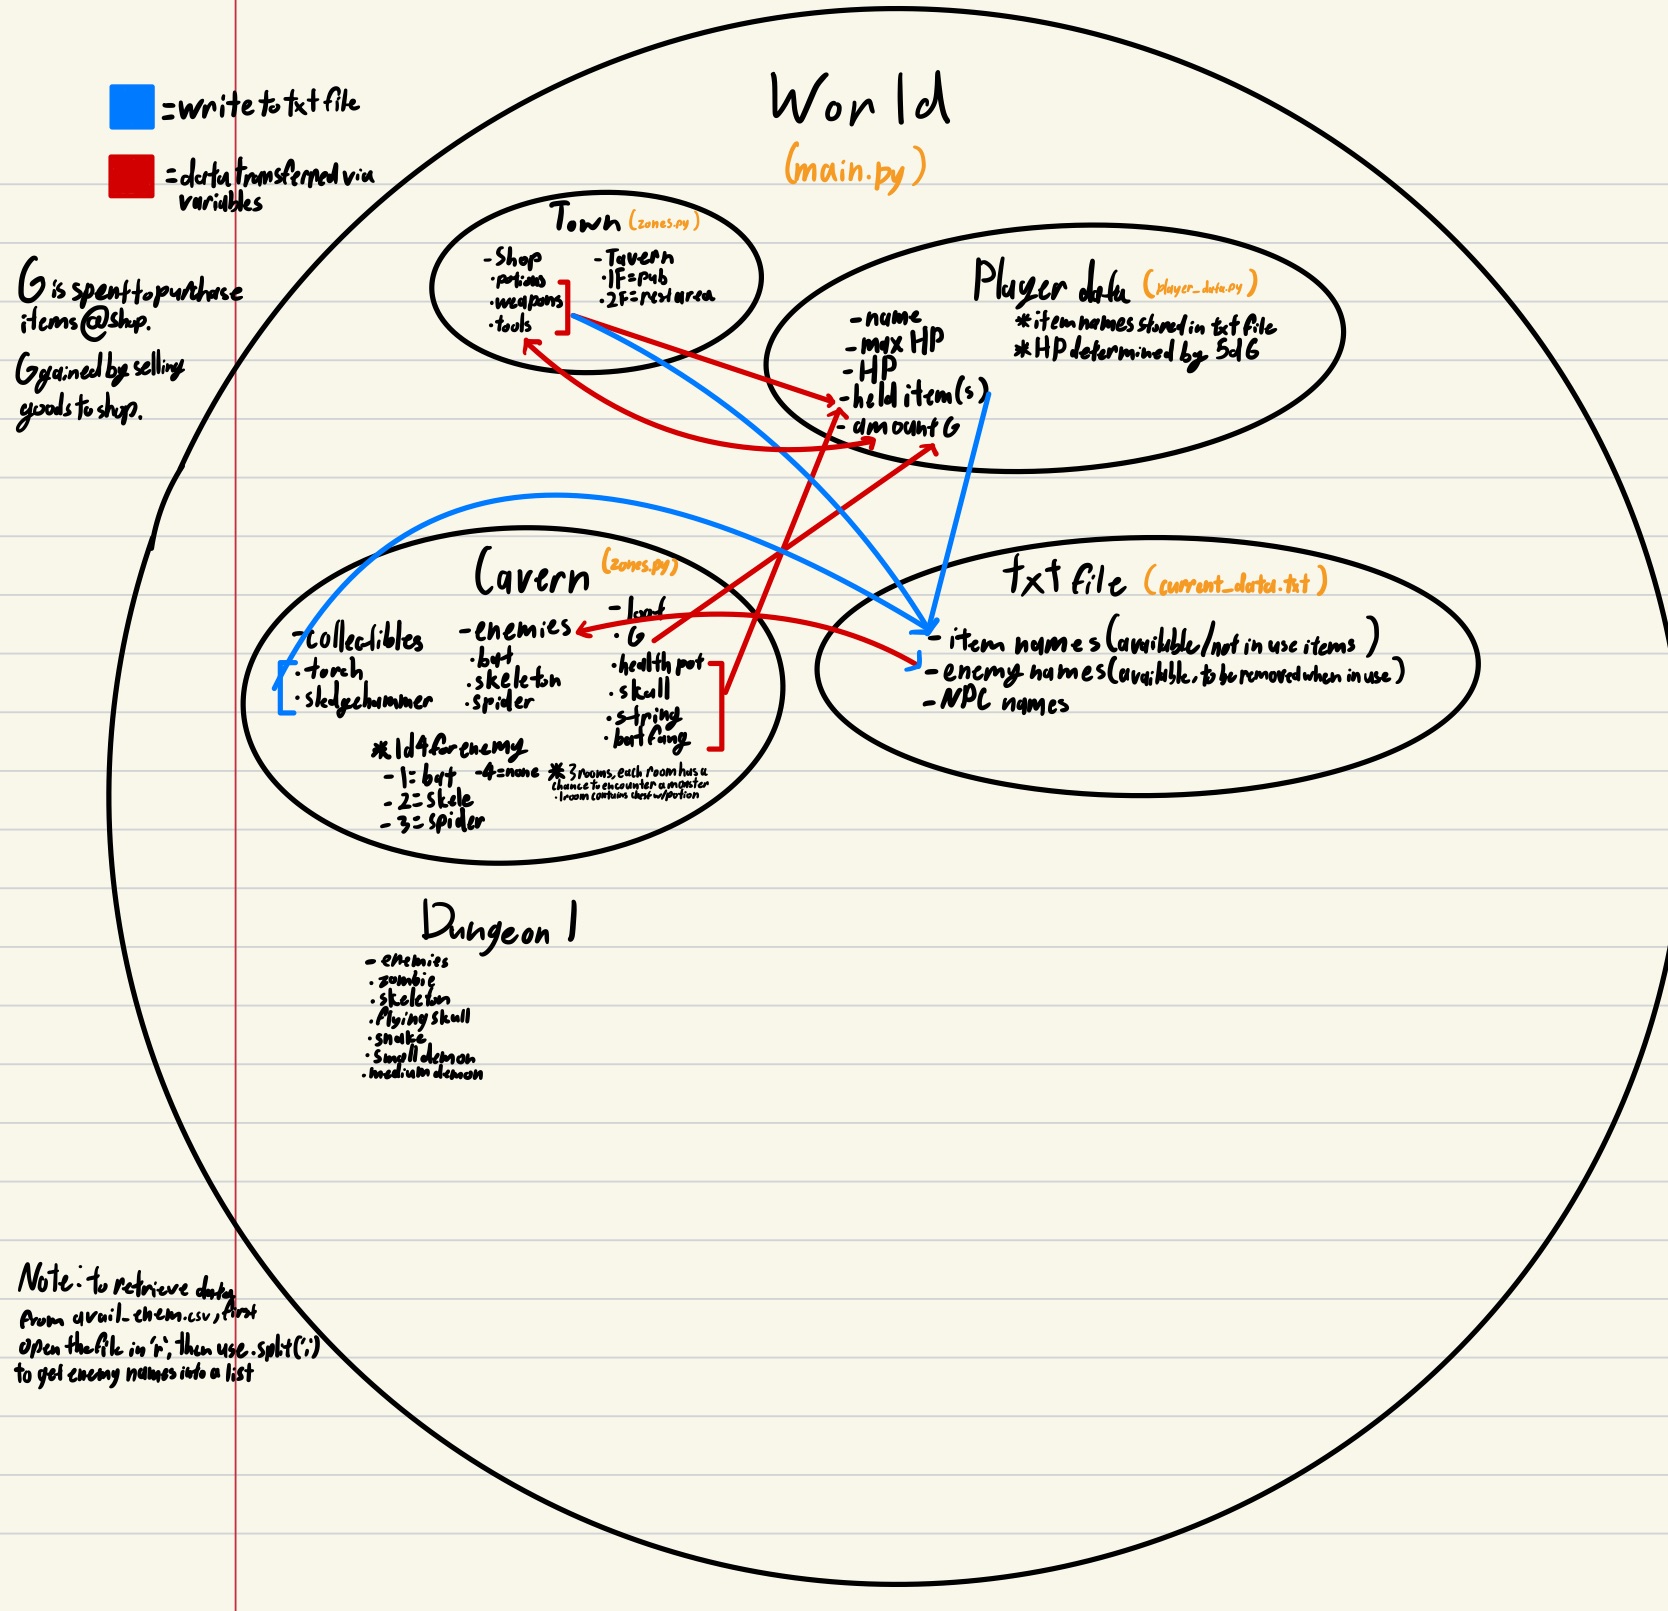 World
(main.py)
=write to txt file
=data transferred via
variables
G is spent to purchase
items @ shop.
G gained by selling
goods to shop.
Town (zones.py)
-Shop
·potions
·weapons
·tools
-Tavern
·1F=pub
·2F=rest area
Player data (player_data.py)
-name
-max HP
-HP
-held item(s)
-amount G
*item names stored in txt file
*HP determined by 5d6
Cavern (zones.py)
-collectibles
·torch
·sledgehammer
-enemies
·bat
·skeleton
·spider
-loot
·G
·health pot
·skull
·string
·bat fang
*1d4 for enemy
-1=bat -4=none
-2=skele
-3=spider
*3 rooms, each room has a
chance to encounter a monster
·1 room contains chest w/potion
txt file (current_data.txt)
-item names (available/not in use items)
-enemy names (available, to be removed when in use)
-NPC names
Dungeon 1
-enemies
·zombie
·skeleton
·flying skull
·snake
·small demon
·medium demon
Note: to retrieve data
from avail_enem.csv, first
open the file in 'r', then use .split(';')
to get enemy names into a list